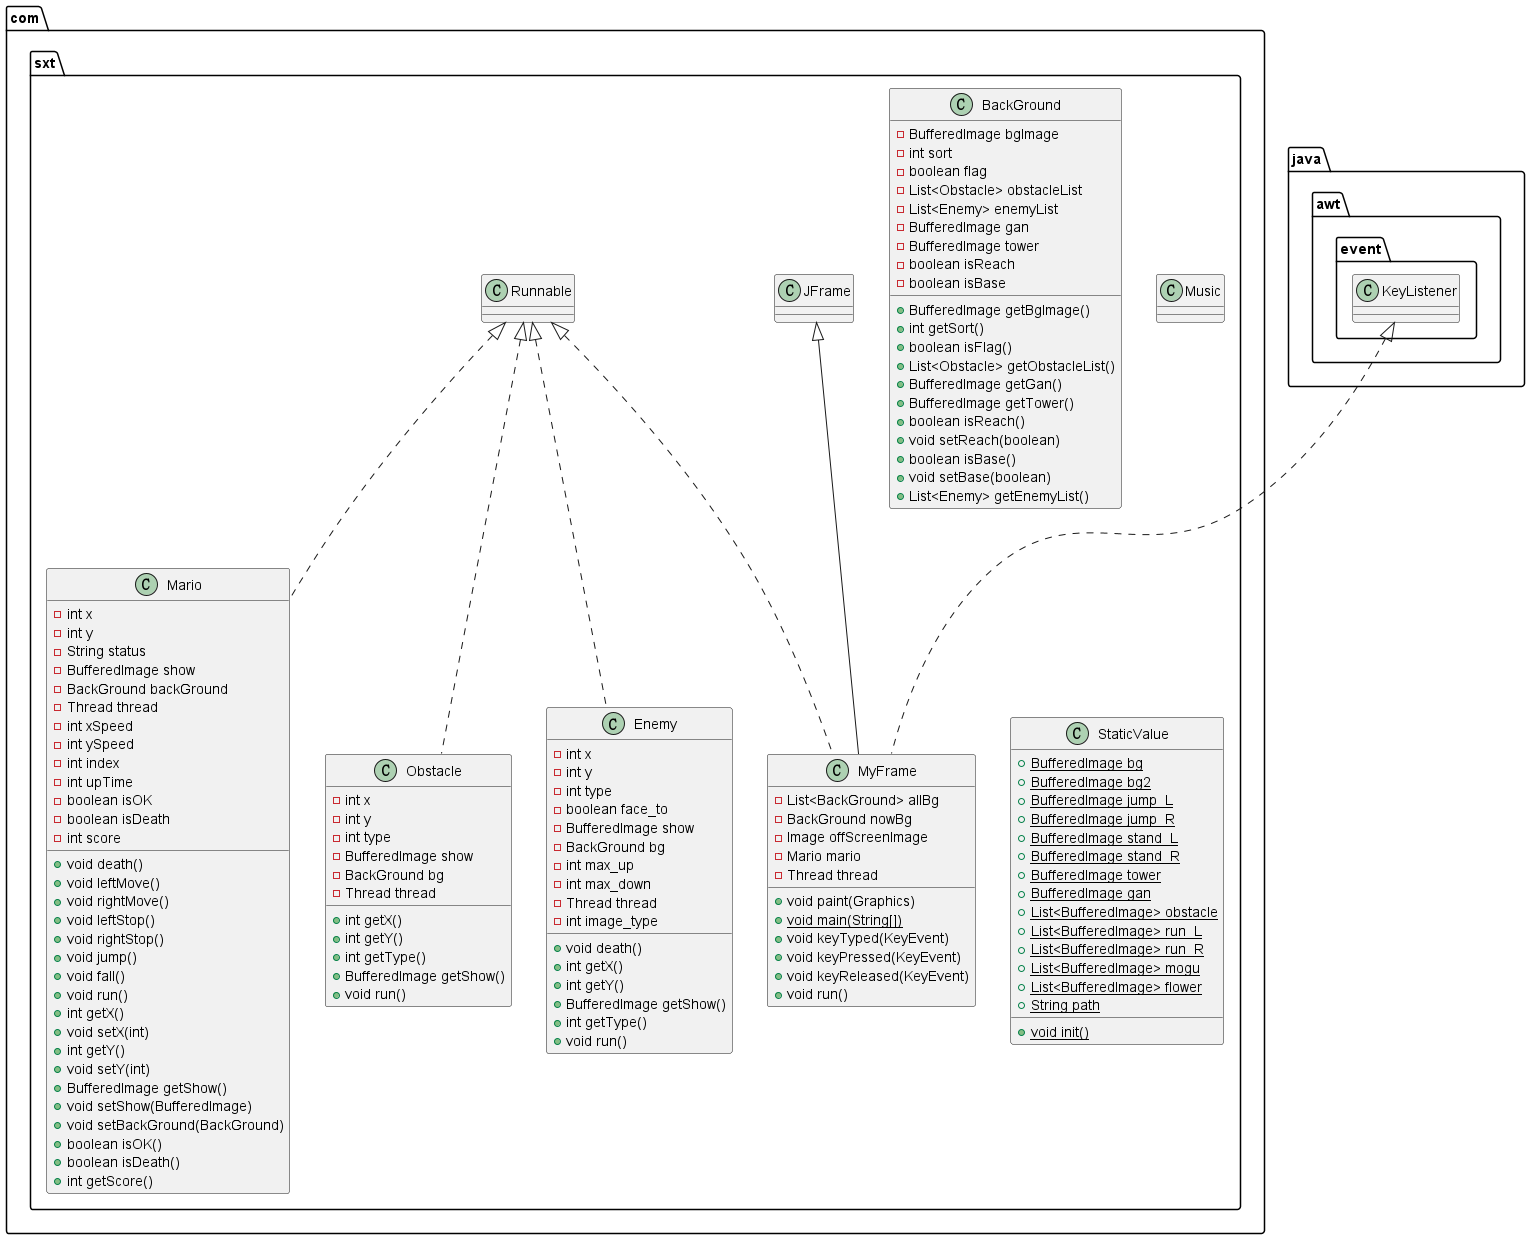 com
sxt
C BackGround
BufferedImage bgImage
int sort
boolean flag
List<Obstacle> obstacleList
List<Enemy> enemyList
BufferedImage gan
BufferedImage tower
boolean isReach
boolean isBase
BufferedImage getBgImage()
int getSort()
boolean isFlag()
List<Obstacle> getObstacleList()
BufferedImage getGan()
BufferedImage getTower()
boolean isReach()
void setReach(boolean)
boolean isBase()
void setBase(boolean)
List<Enemy> getEnemyList()
java
awt
event
C Runnable
C JFrame
C Music
C KeyListener
C Mario
int x
int y
String status
BufferedImage show
BackGround backGround
Thread thread
int xSpeed
int ySpeed
int index
int upTime
boolean isOK
boolean isDeath
int score
void death()
void leftMove()
void rightMove()
void leftStop()
void rightStop()
void jump()
void fall()
void run()
int getX()
void setX(int)
int getY()
void setY(int)
BufferedImage getShow()
void setShow(BufferedImage)
void setBackGround(BackGround)
boolean isOK()
boolean isDeath()
int getScore()
C Obstacle
int x
int y
int type
BufferedImage show
BackGround bg
Thread thread
int getX()
int getY()
int getType()
BufferedImage getShow()
void run()
C Enemy
int x
int y
int type
boolean face_to
BufferedImage show
BackGround bg
int max_up
int max_down
Thread thread
int image_type
void death()
int getX()
int getY()
BufferedImage getShow()
int getType()
void run()
C MyFrame
List<BackGround> allBg
BackGround nowBg
Image offScreenImage
Mario mario
Thread thread
void paint(Graphics)
void main(String[])
void keyTyped(KeyEvent)
void keyPressed(KeyEvent)
void keyReleased(KeyEvent)
void run()
C StaticValue
BufferedImage bg
BufferedImage bg2
BufferedImage jump_L
BufferedImage jump_R
BufferedImage stand_L
BufferedImage stand_R
BufferedImage tower
BufferedImage gan
List<BufferedImage> obstacle
List<BufferedImage> run_L
List<BufferedImage> run_R
List<BufferedImage> mogu
List<BufferedImage> flower
String path
void init()